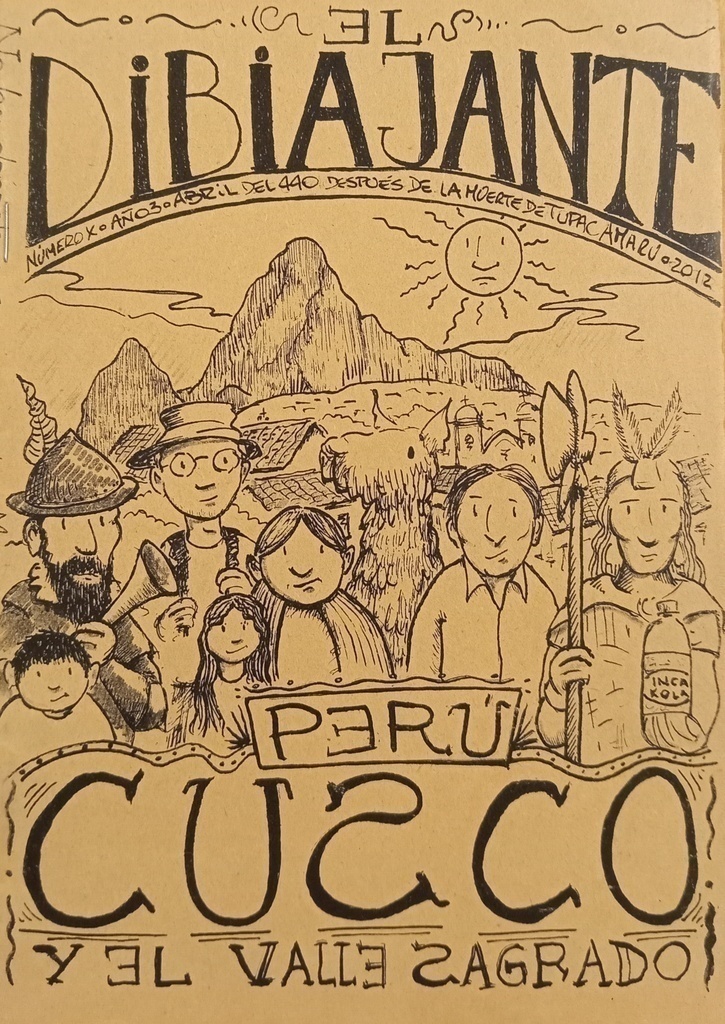 EL
DIBIAJANTE
NÚMERO X • AÑO 3 • ABRIL DEL 440 DESPUÉS DE LA MUERTE DE TUPAC AMARÚ • 2012
INCA
KOLA
PERÚ
CUSCO
Y EL VALLE SAGRADO